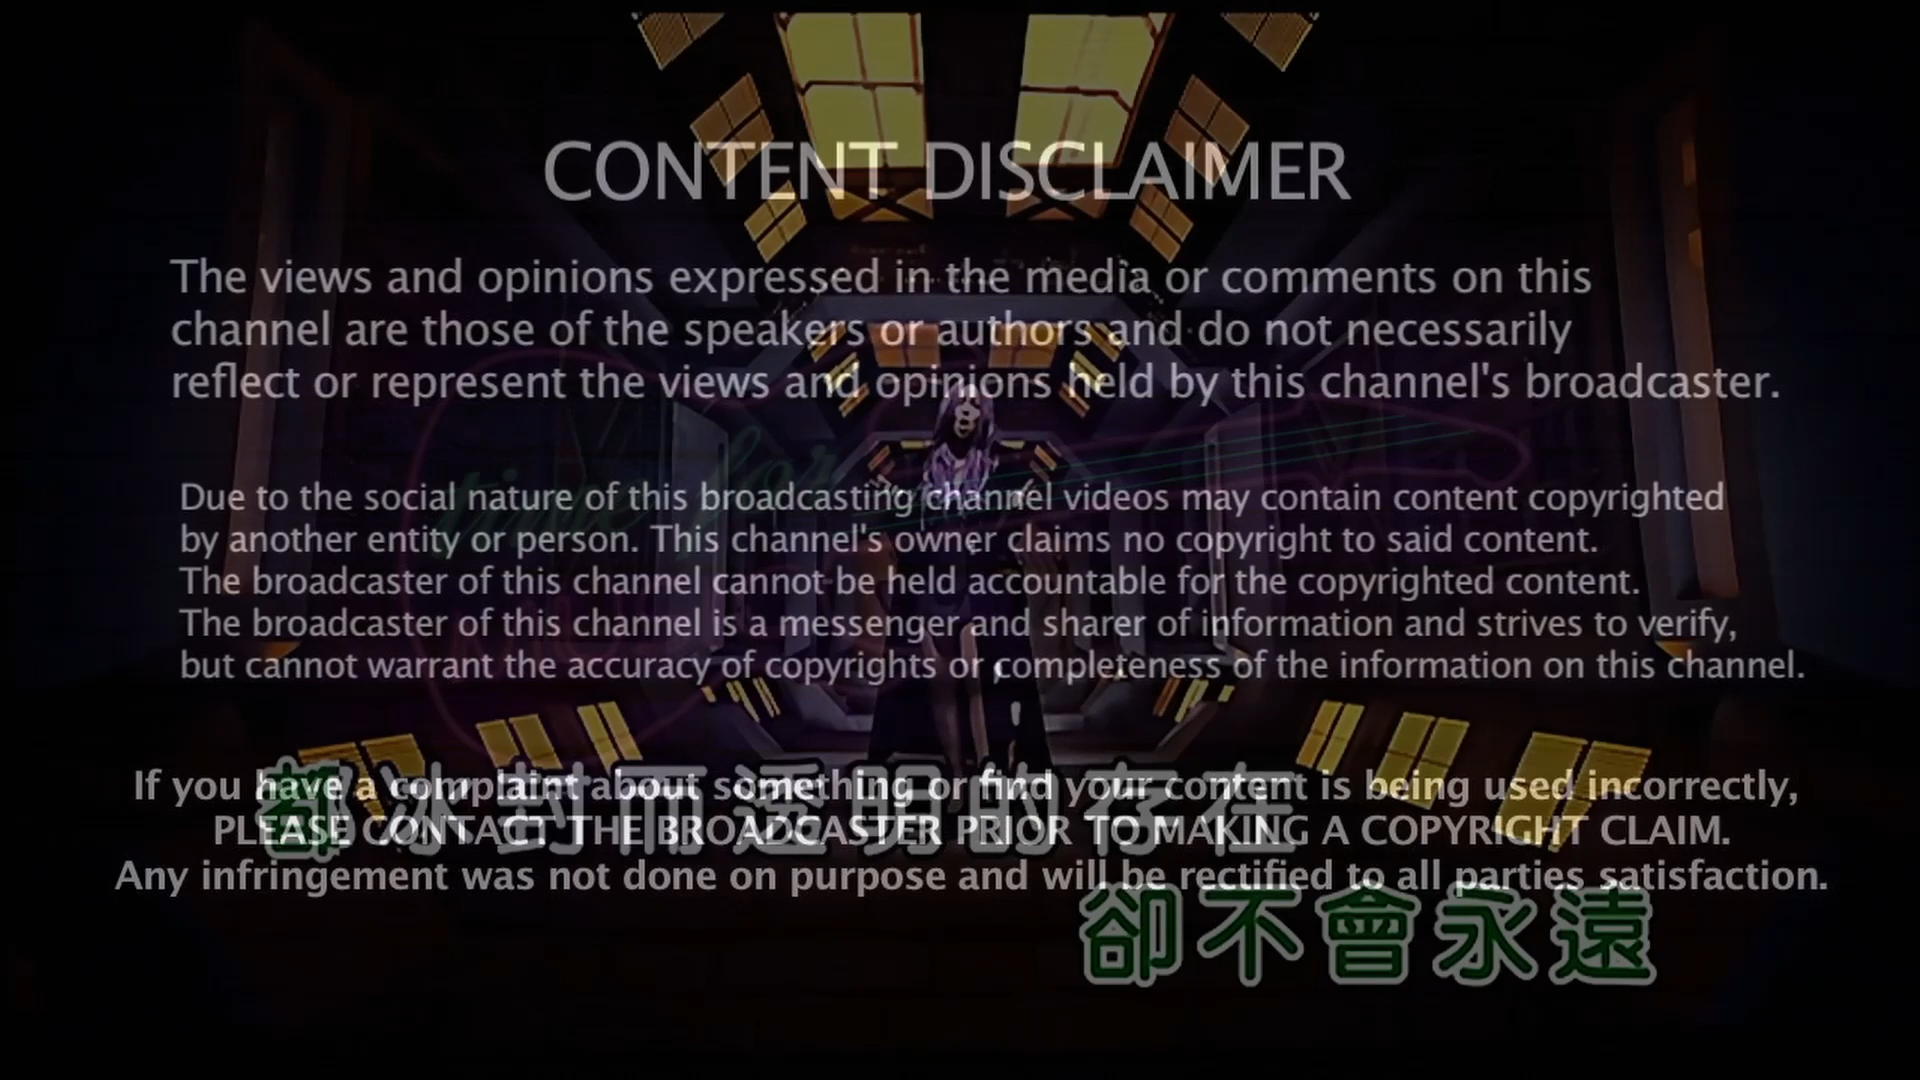 CONTENT DISCLAIMER
The views and opinions expressed in the media or comments on this
channel are those of the speakers or authors and do not necessarily
reflect or represent the views and opinions held by this channel's broadcaster.
time for
Due to the social nature of this broadcasting channel videos may contain content copyrighted
by another entity or person. This channel's owner claims no copyright to said content.
The broadcaster of this channel cannot be held accountable for the copyrighted content.
The broadcaster of this channel is a messenger and sharer of information and strives to verify,
but cannot warrant the accuracy of copyrights or completeness of the information on this channel.
If you have a complaint about something or find your content is being used incorrectly,
PLEASE CONTACT THE BROADCASTER PRIOR TO MAKING A COPYRIGHT CLAIM.
Any infringement was not done on purpose and will be rectified to all parties satisfaction.
都冰封而透明的存在
卻不會永遠